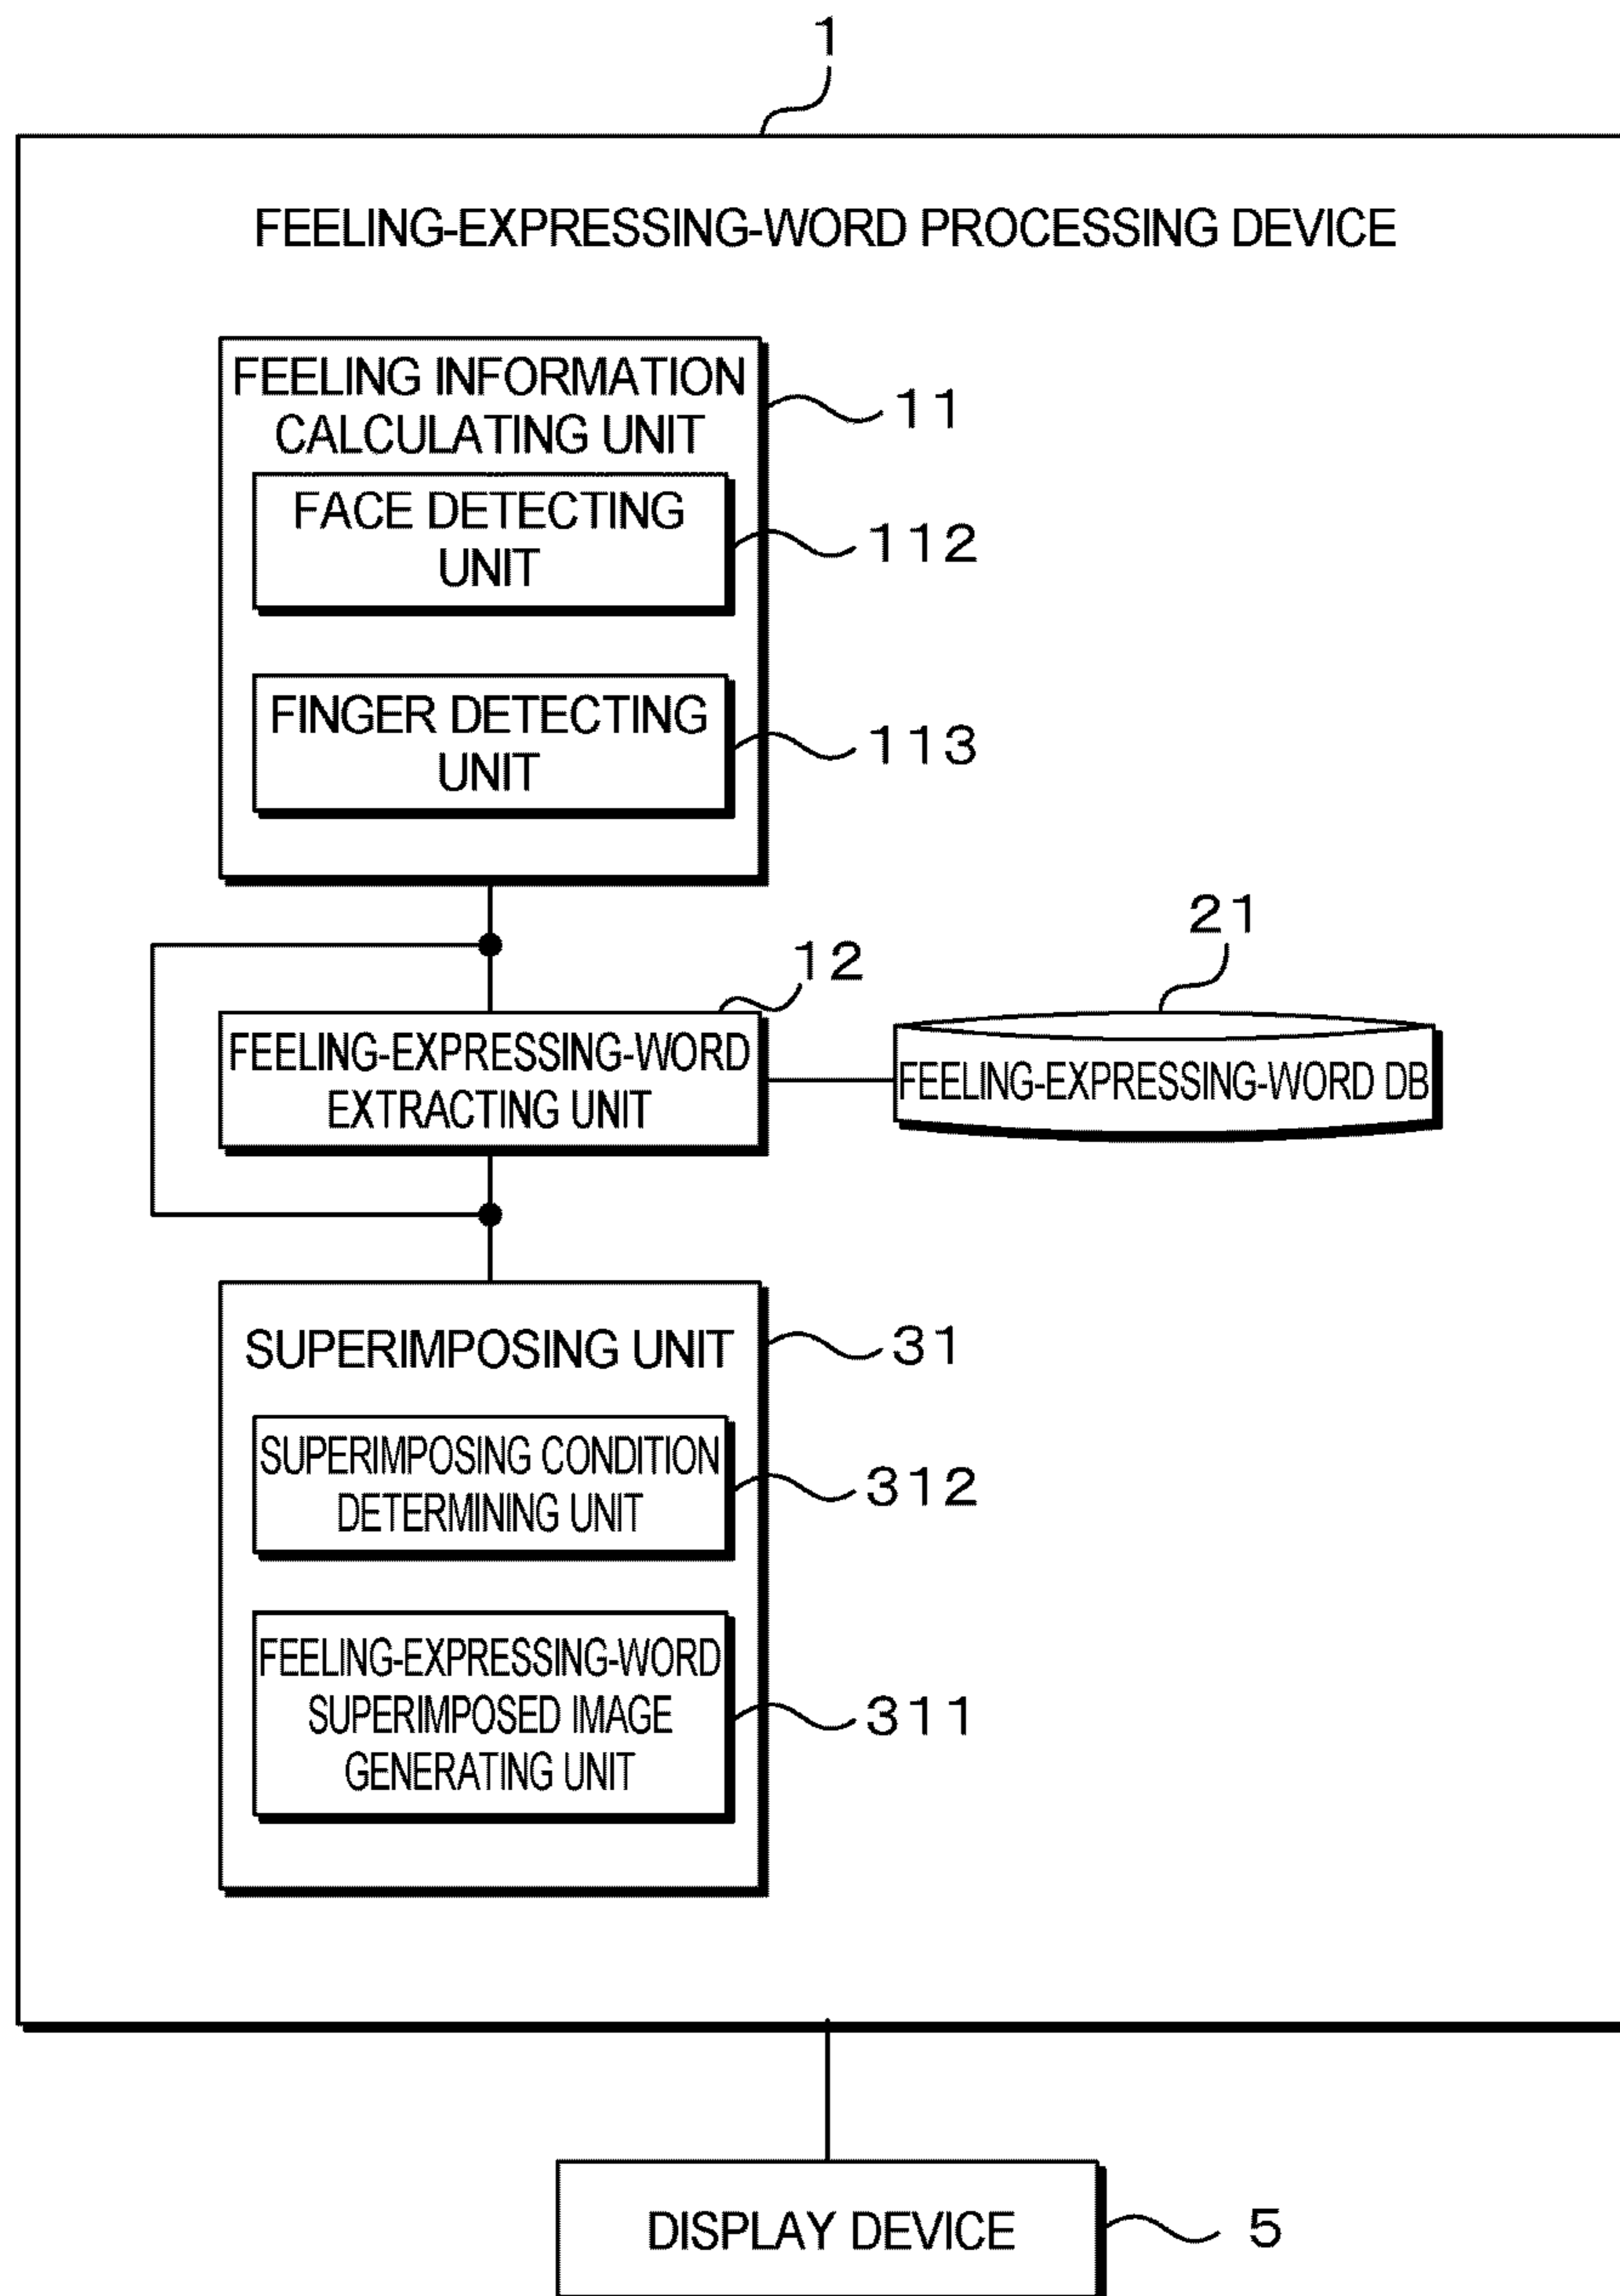 1
FEELING-EXPRESSING-WORD PROCESSING DEVICE
FEELING INFORMATION
CALCULATING UNIT
11
FACE DETECTING
UNIT
112
FINGER DETECTING
UNIT
113
12
FEELING-EXPRESSING-WORD
EXTRACTING UNIT
21
FEELING-EXPRESSING-WORD DB
SUPERIMPOSING UNIT
31
SUPERIMPOSING CONDITION
DETERMINING UNIT
312
FEELING-EXPRESSING-WORD
SUPERIMPOSED IMAGE
GENERATING UNIT
311
DISPLAY DEVICE
5